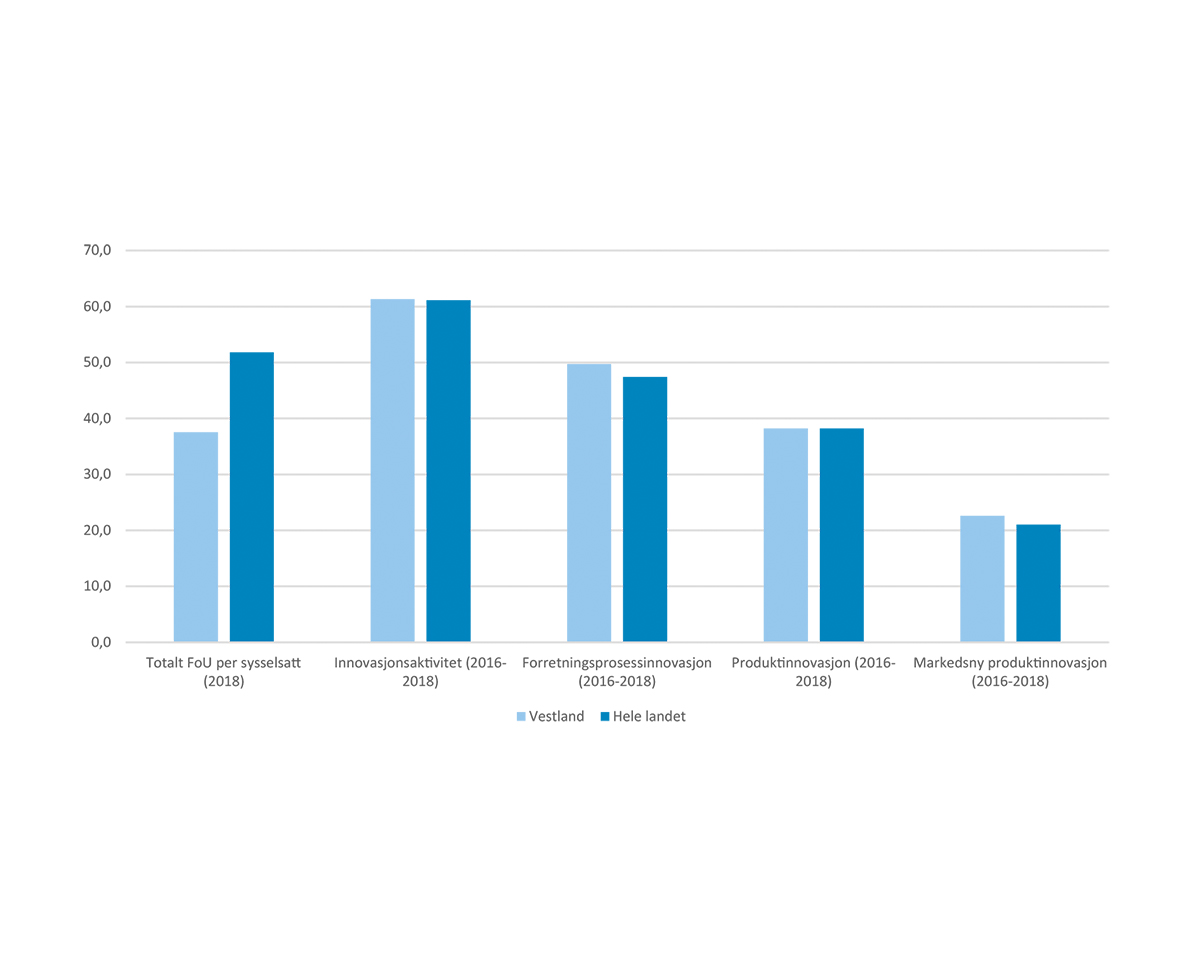 70,0
60,0
50,0
40,0
30,0
20,0
10,0
0,0
Totalt FoU per sysselsatt
(2018)
Innovasjonsaktivitet (2016-
2018)
Forretningsprosessinnovasjon
(2016-2018)
Produktinnovasjon (2016-
2018)
Markedsny produktinnovasjon
(2016-2018)
Vestland Hele landet